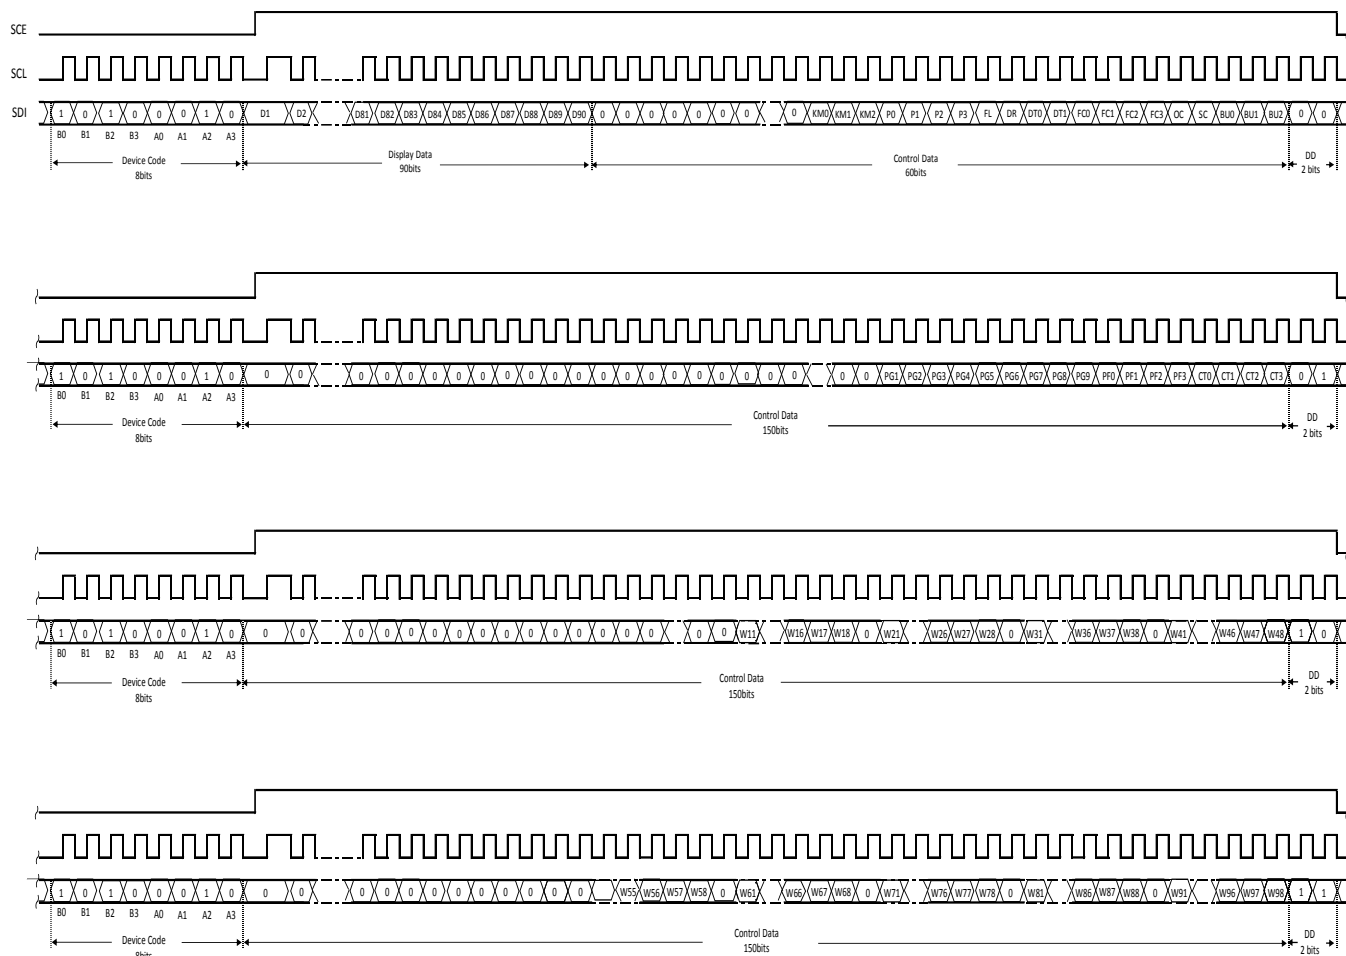 SCE
SCL
SDI 1 0 1 0 0 0 1 0 D1 D2 D81 D82 D83 D84 D85 D86 D87 D88 D89 D90 0 0 0 0 0 0 0 0 KM0 KM1 KM2 P0 P1 P2 P3 FL DR DT0 DT1 FC0 FC1 FC2 FC3 OC SC BU0 BU1 BU2 0 0
B0 B1 B2 B3 A0 A1 A2 A3
Device Code Display Data Control Data DD
8bits 90bits 60bits 2 bits
1 0 1 0 0 0 1 0 0 0 0 0 0 0 0 0 0 0 0 0 0 0 0 0 0 0 0 0 0 0 0 0 0 PG1 PG2 PG3 PG4 PG5 PG6 PG7 PG8 PG9 PF0 PF1 PF2 PF3 CT0 CT1 CT2 CT3 0 1
B0 B1 B2 B3 A0 A1 A2 A3
Device Code Control Data DD
8bits 150bits 2 bits
1 0 1 0 0 0 1 0 0 0 0 0 0 0 0 0 0 0 0 0 0 0 0 0 0 0 0 W11 W16 W17 W18 0 W21 W26 W27 W28 0 W31 W36 W37 W38 0 W41 W46 W47 W48 1 0
B0 B1 B2 B3 A0 A1 A2 A3
Device Code Control Data DD
8bits 150bits 2 bits
1 0 1 0 0 0 1 0 0 0 0 0 0 0 0 0 0 0 0 0 0 W55 W56 W57 W58 0 W61 W66 W67 W68 0 W71 W76 W77 W78 0 W81 W86 W87 W88 0 W91 W96 W97 W98 1 1
B0 B1 B2 B3 A0 A1 A2 A3
Device Code Control Data DD
8bits 150bits 2 bits